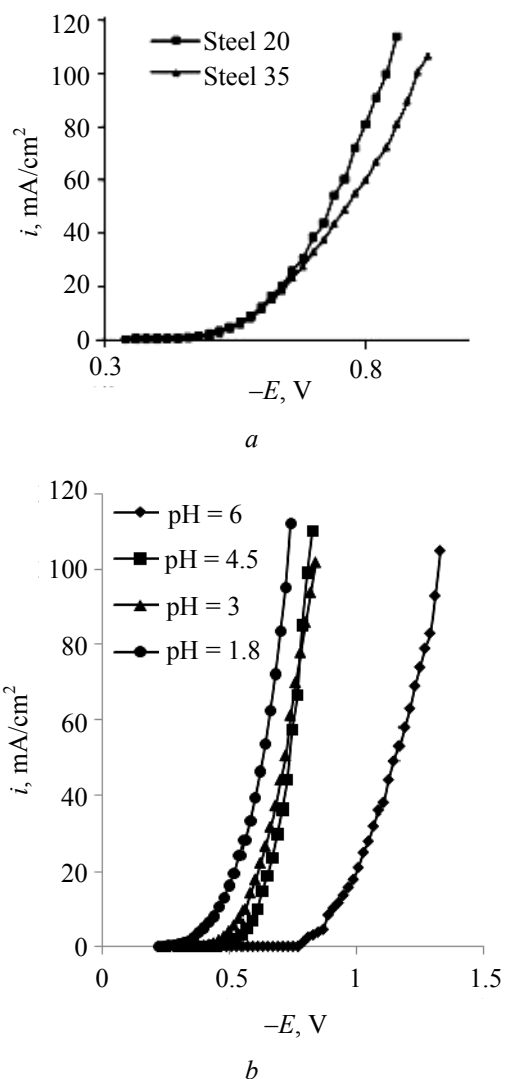 120
100
80
60
40
20
0
i, mA/cm²
Steel 20
Steel 35
0.3
0.8
–E, V
a
120
100
80
60
40
20
0
i, mA/cm²
pH = 6
pH = 4.5
pH = 3
pH = 1.8
0
0.5
1
1.5
–E, V
b